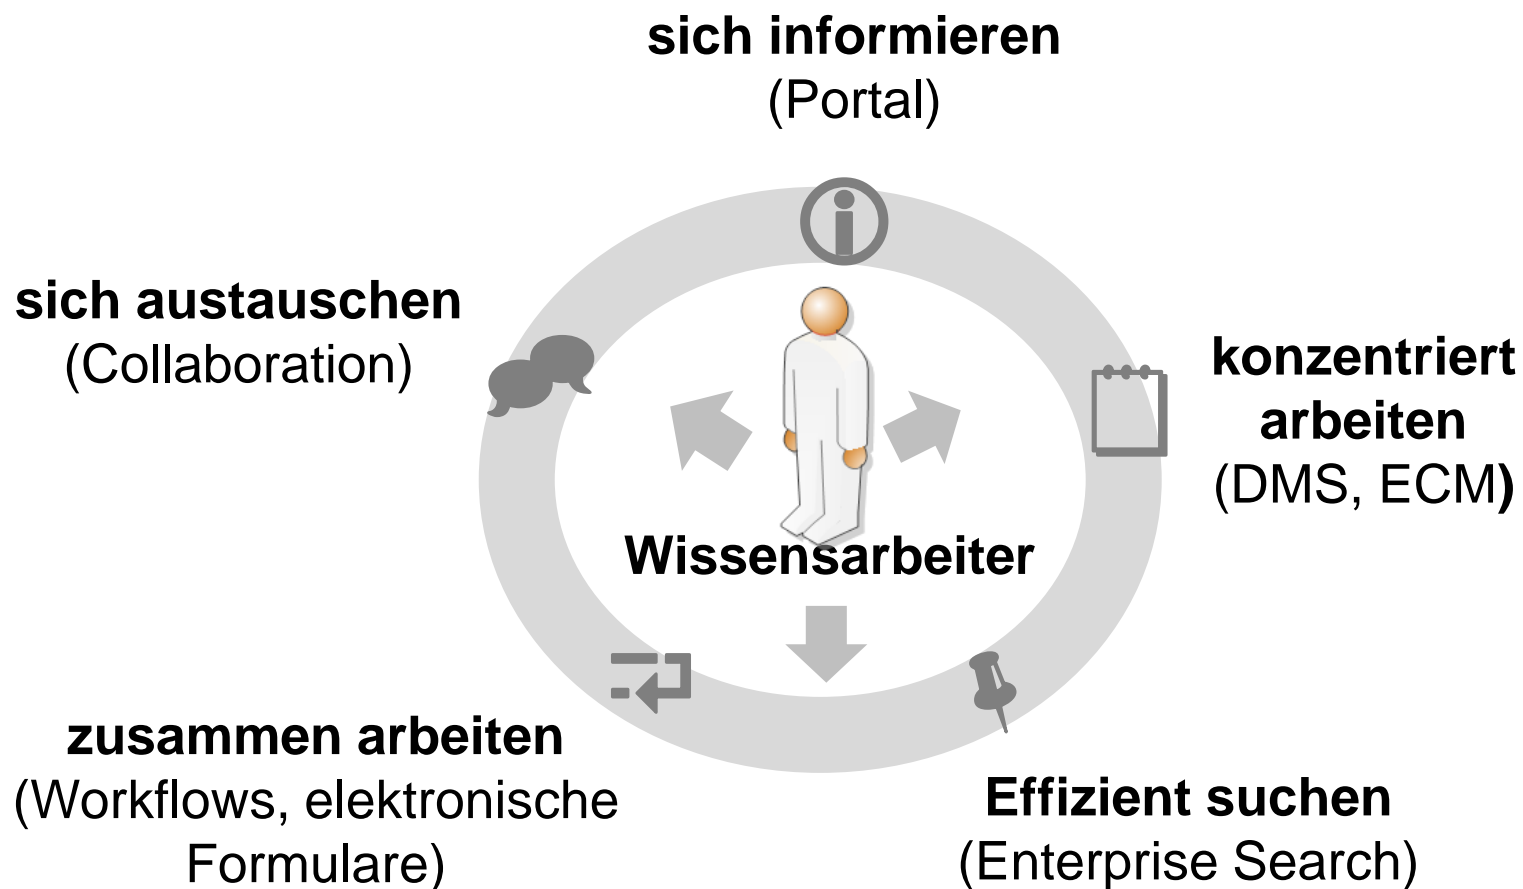 sich informieren
(Portal)
sich austauschen
(Collaboration)
konzentriert
arbeiten
(DMS, ECM)
Wissensarbeiter
zusammen arbeiten
(Workflows, elektronische
Formulare)
Effizient suchen
(Enterprise Search)